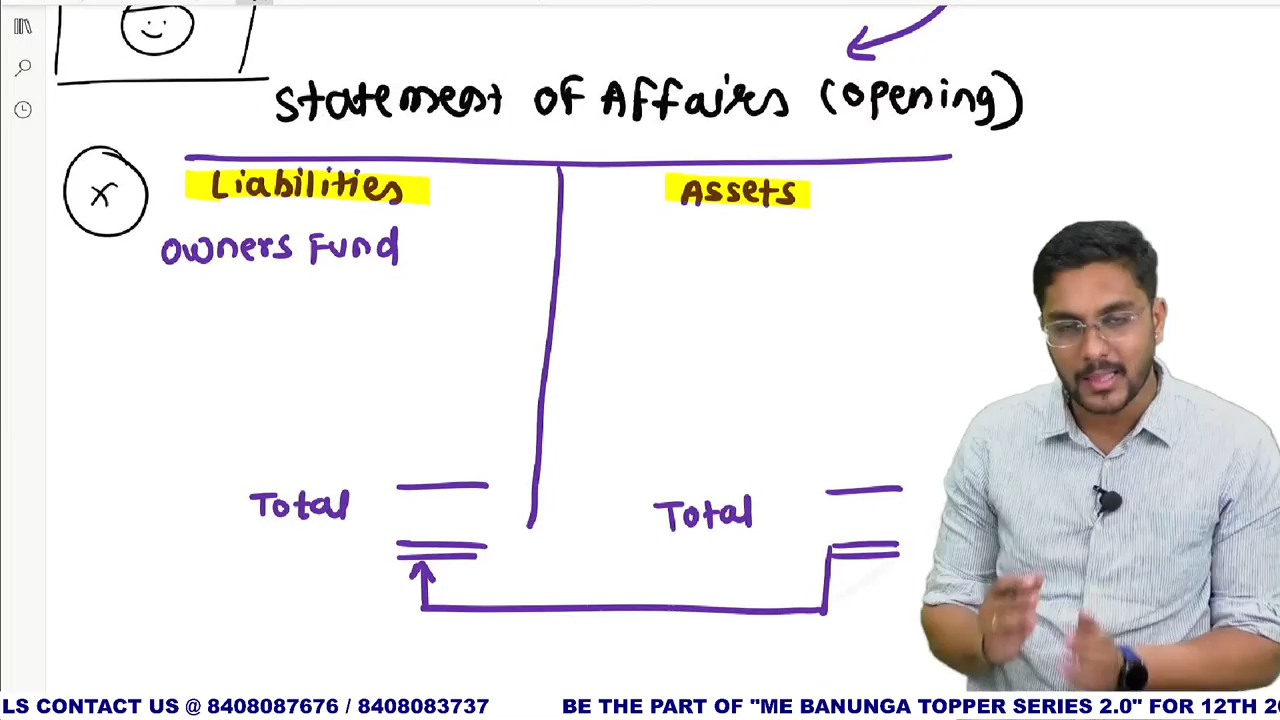 Statement of Affairs (opening)
x
Liabilities
Assets
Owners Fund
Total
Total
LS CONTACT US @ 8408087676 / 8408083737 BE THE PART OF "ME BANUNGA TOPPER SERIES 2.0" FOR 12TH 20